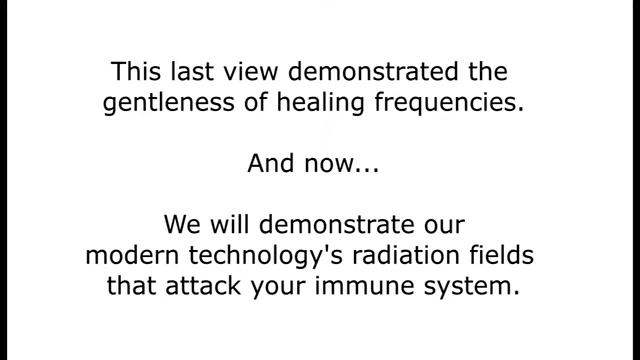 This last view demonstrated the
gentleness of healing frequencies.
And now...
We will demonstrate our
modern technology's radiation fields
that attack your immune system.